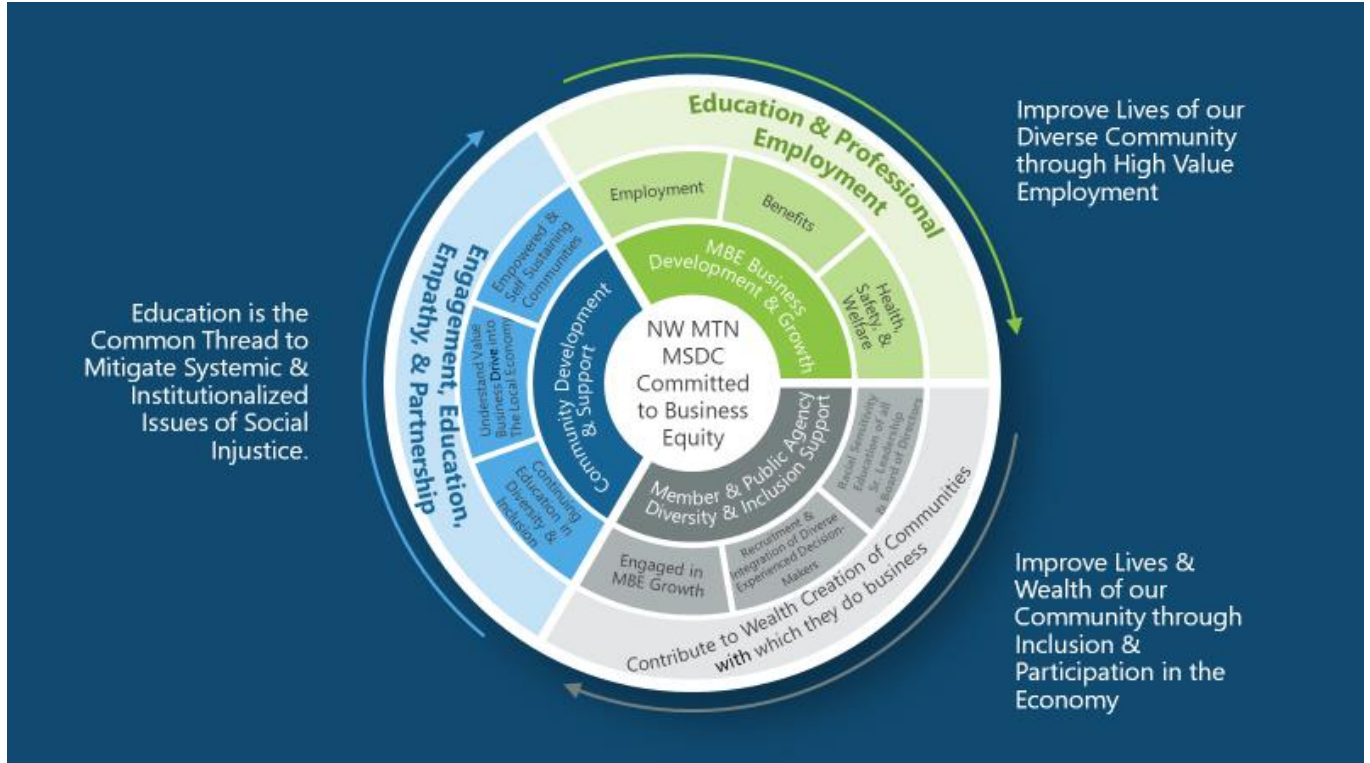 Education & Professional
Employment
Employment
Benefits
Health,
Safety, &
Welfare
MBE Business
Development & Growth
Improve Lives of our
Diverse Community
through High Value
Employment
NW MTN
MSDC
Committed
to Business
Equity
Member & Public Agency
Diversity & Inclusion Support
Racial Sensitivity
Education of all
Sr. Leadership
& Board of Directors
Recruitment &
Integration of Diverse
Experienced Decision-
Makers
Engaged in
MBE Growth
Contribute to Wealth Creation of Communities
with which they do business
Improve Lives &
Wealth of our
Community through
Inclusion &
Participation in the
Economy
Community Development
& Support
Continuing
Education in
Diversity &
Inclusion
Understand Value
Business Drive into
The Local Economy
Empowered &
Self Sustaining
Communities
Engagement, Education,
Empathy, & Partnership
Education is the
Common Thread to
Mitigate Systemic &
Institutionalized
Issues of Social
Injustice.